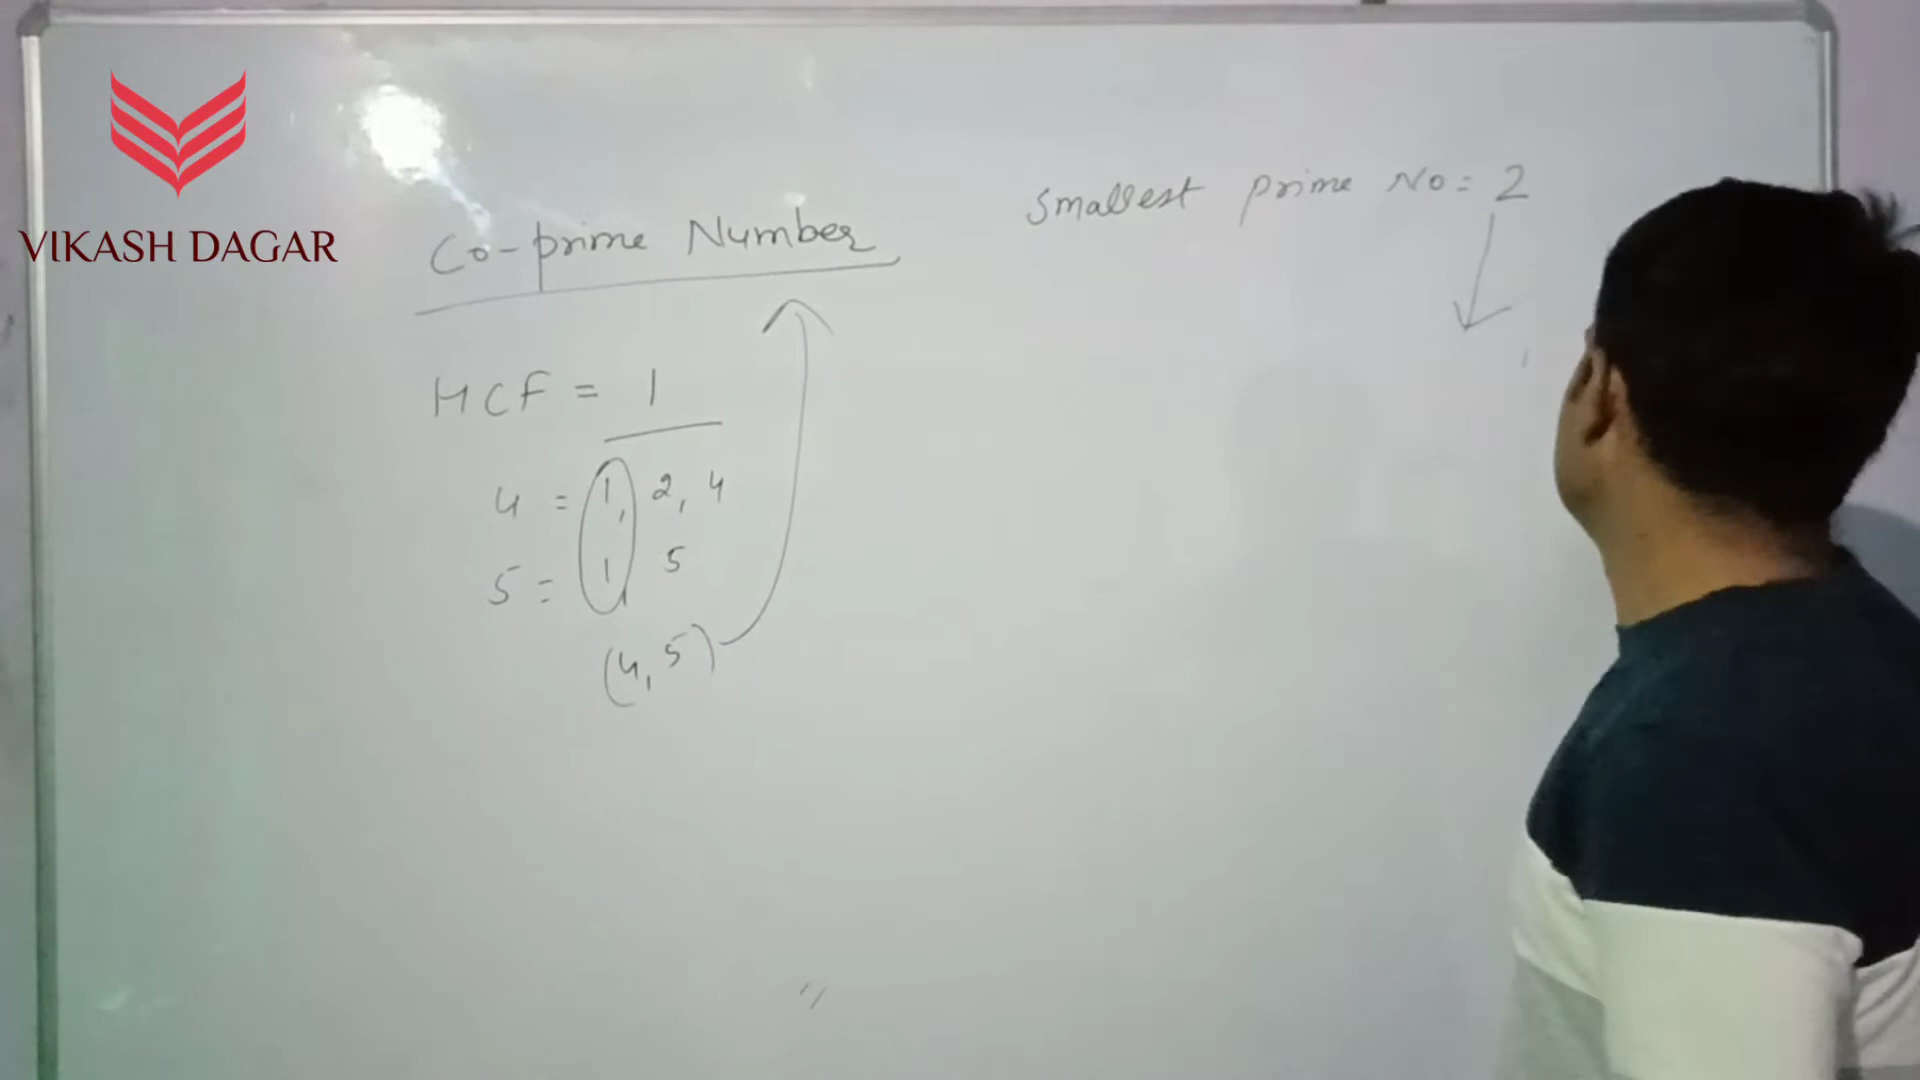 VIKASH DAGAR
Co-prime Number
HCF = 1
4 = 1, 2, 4
5 = 1 5
(4, 5)
Smallest prime No = 2